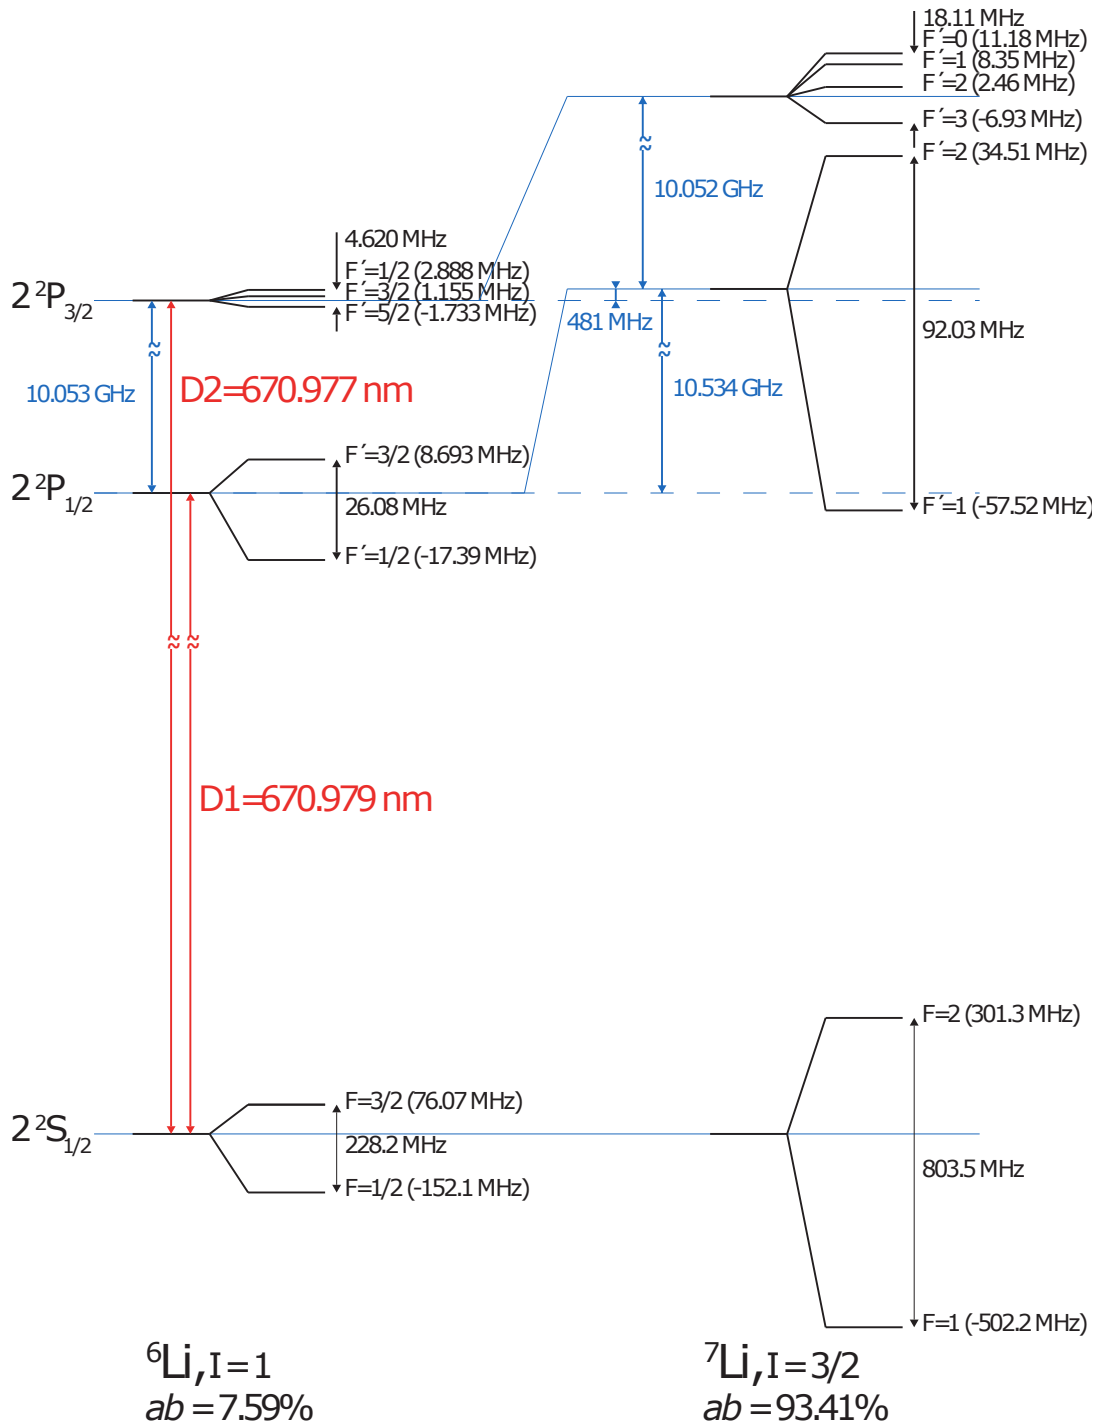 18.11 MHz
F´=0 (11.18 MHz)
F´=1 (8.35 MHz)
F´=2 (2.46 MHz)
F´=3 (-6.93 MHz)
F´=2 (34.51 MHz)
10.052 GHz
4.620 MHz
F´=1/2 (2.888 MHz)
2 ²P₃/₂
F´=3/2 (1.155 MHz)
F´=5/2 (-1.733 MHz)
481 MHz
92.03 MHz
10.053 GHz
D2=670.977 nm
10.534 GHz
F´=3/2 (8.693 MHz)
2 ²P₁/₂
26.08 MHz
F´=1 (-57.52 MHz)
F´=1/2 (-17.39 MHz)
D1=670.979 nm
F=2 (301.3 MHz)
F=3/2 (76.07 MHz)
2 ²S₁/₂
228.2 MHz
803.5 MHz
F=1/2 (-152.1 MHz)
F=1 (-502.2 MHz)
⁶Li, I = 1
ab = 7.59%
⁷Li, I = 3/2
ab = 93.41%